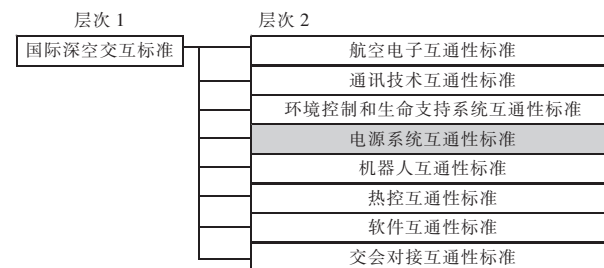 层次 1
层次 2
国际深空交互标准
航空电子互通性标准
通讯技术互通性标准
环境控制和生命支持系统互通性标准
电源系统互通性标准
机器人互通性标准
热控互通性标准
软件互通性标准
交会对接互通性标准